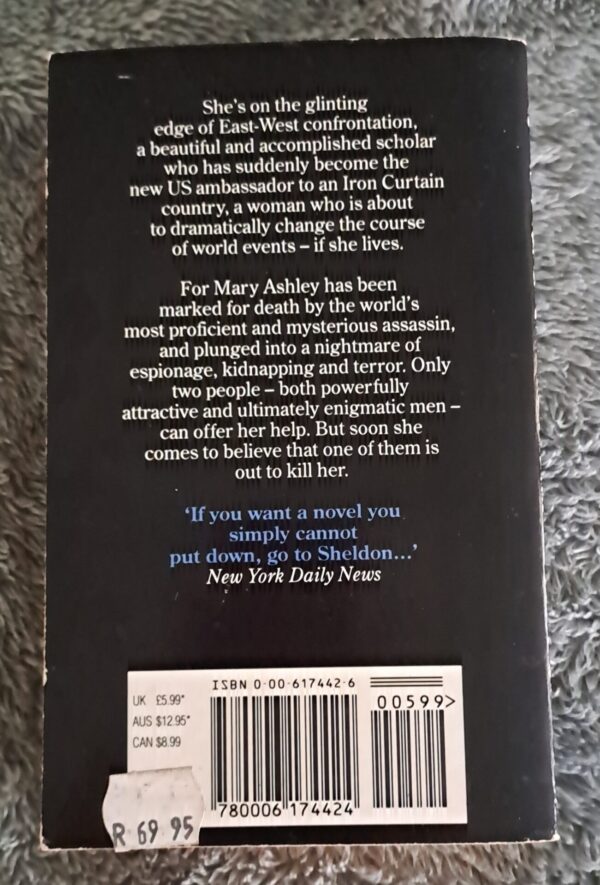 She's on the glinting
edge of East-West confrontation,
a beautiful and accomplished scholar
who has suddenly become the
new US ambassador to an Iron Curtain
country, a woman who is about
to dramatically change the course
of world events – if she lives.
For Mary Ashley has been
marked for death by the world's
most proficient and mysterious assassin,
and plunged into a nightmare of
espionage, kidnapping and terror. Only
two people – both powerfully
attractive and ultimately enigmatic men –
can offer her help. But soon she
comes to believe that one of them is
out to kill her.
‘If you want a novel you
simply cannot
put down, go to Sheldon...’
New York Daily News
ISBN 0-00-617442-6
UK £5.99*
AUS $12.95*
CAN $8.99
00599>
780006 174424
R 69 95